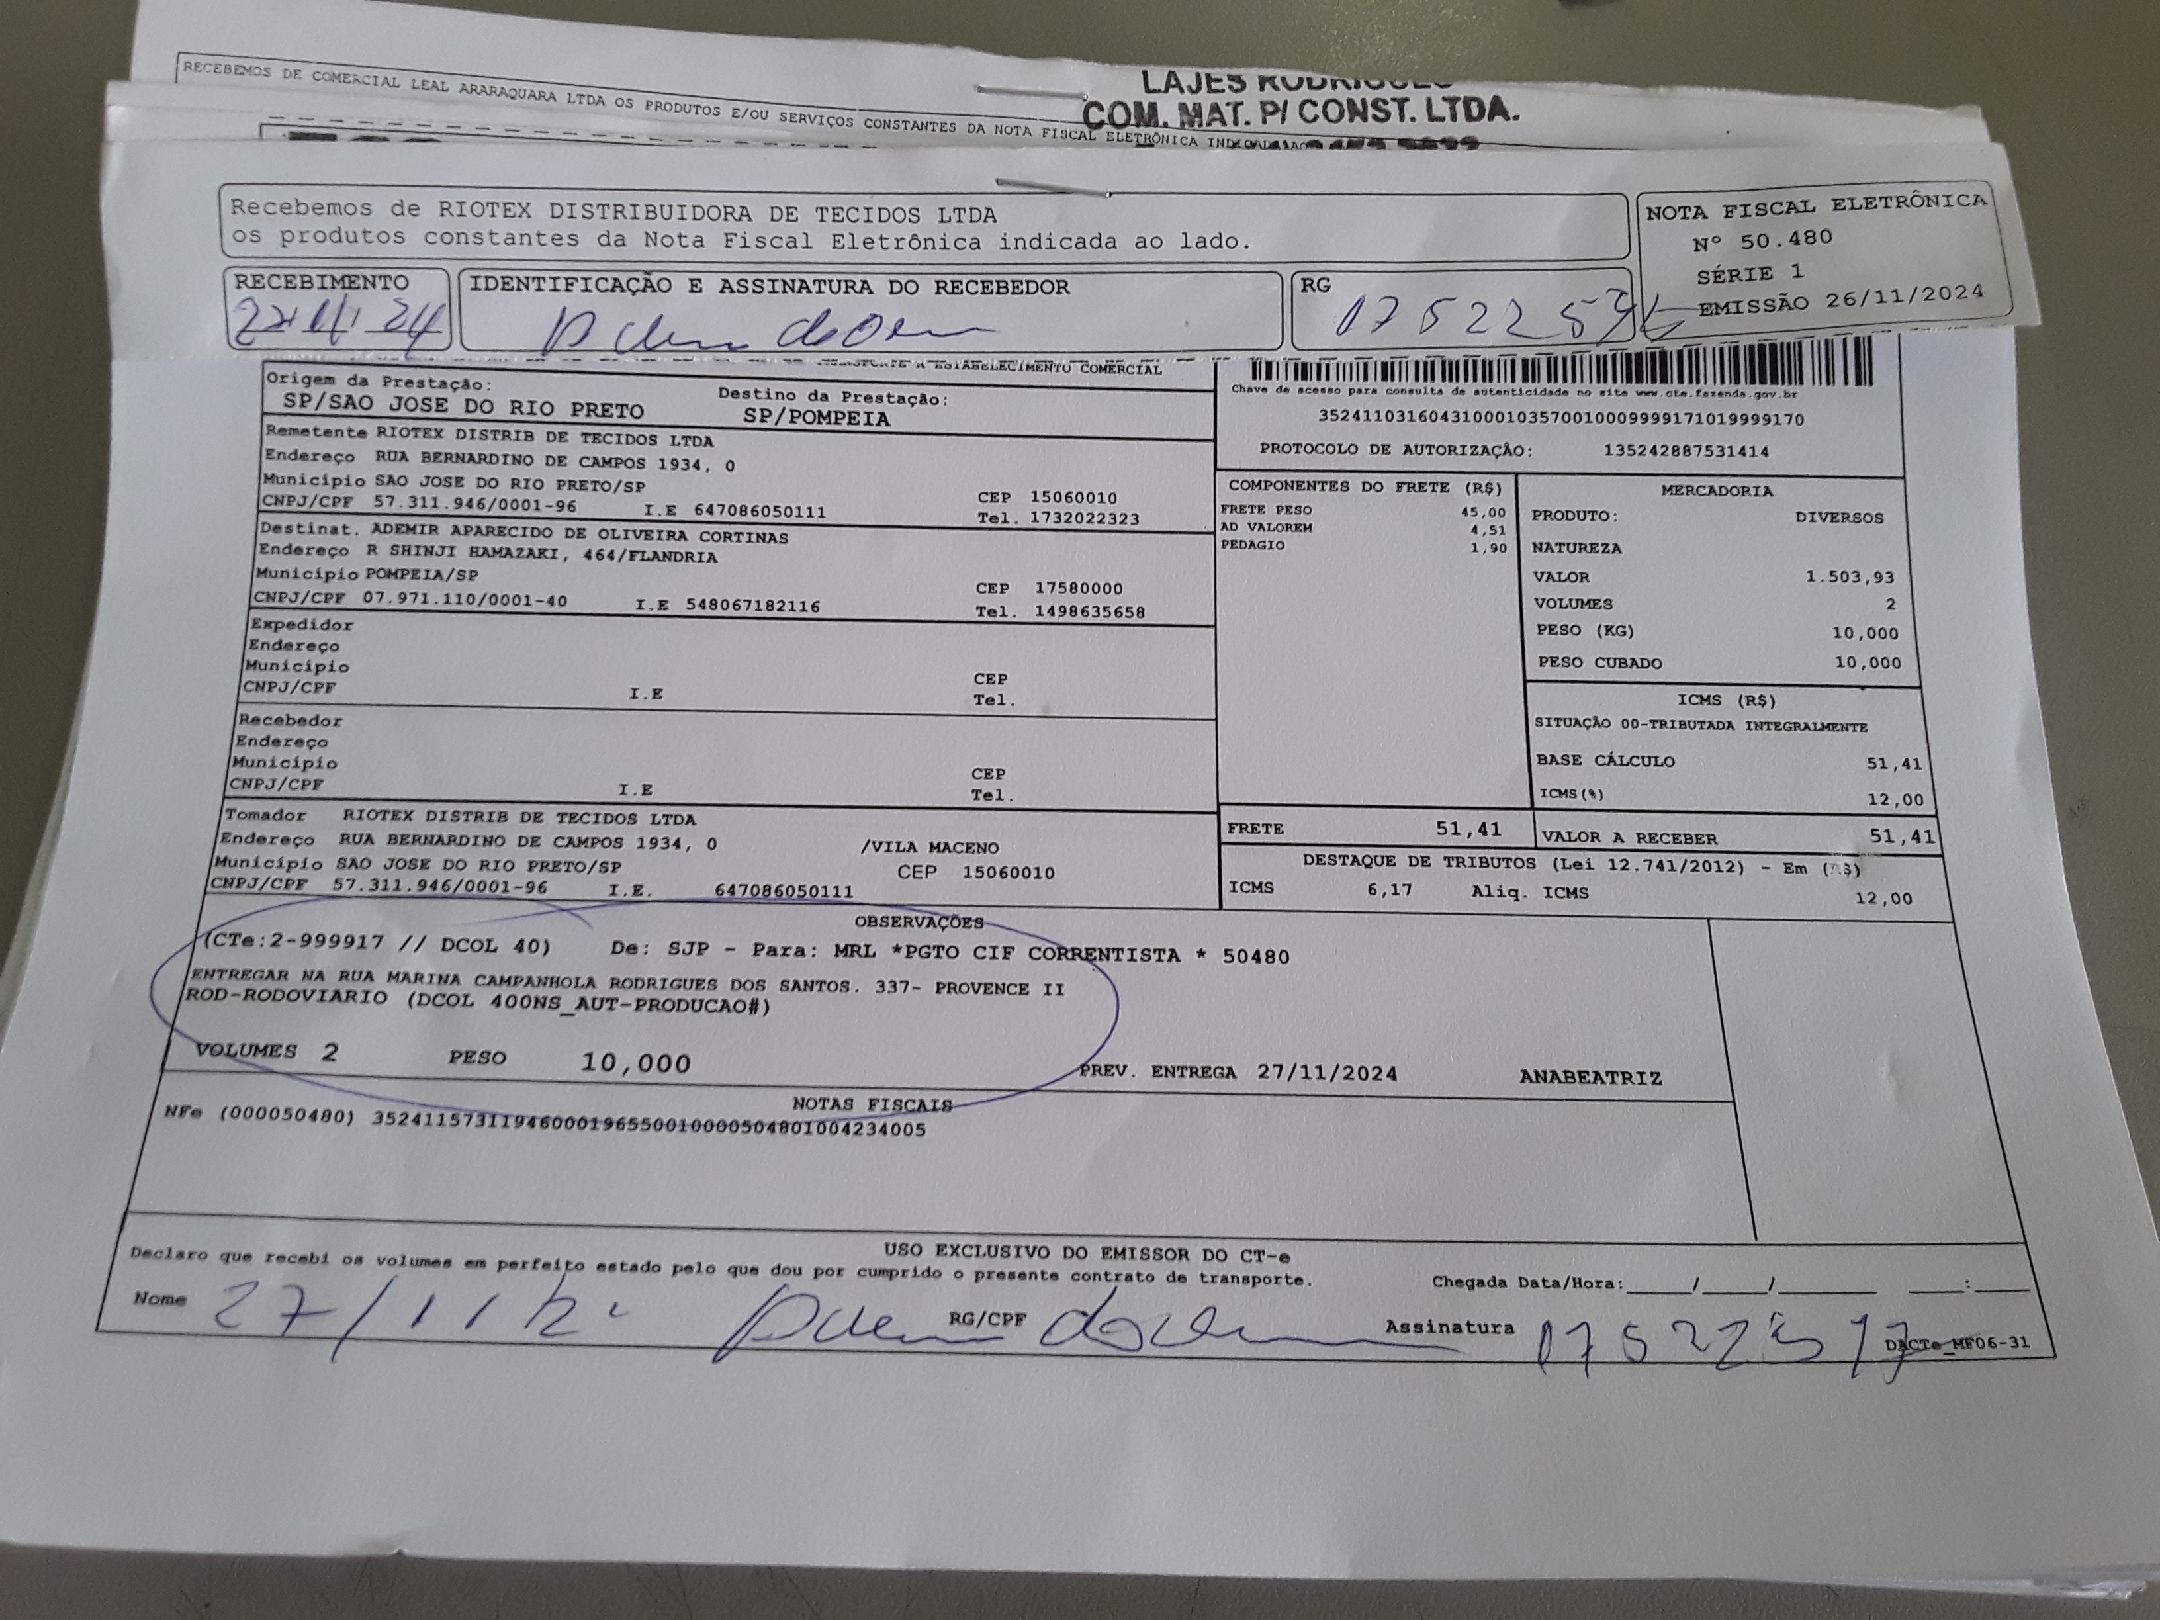 LAJES RODRIGUES
COM. MAT. P/ CONST. LTDA.
RECEBEMOS DE COMERCIAL LEAL ARARAQUARA LTDA OS PRODUTOS E/OU SERVIÇOS CONSTANTES DA NOTA FISCAL ELETRÔNICA
Recebemos de RIOTEX DISTRIBUIDORA DE TECIDOS LTDA
os produtos constantes da Nota Fiscal Eletrônica indicada ao lado.
NOTA FISCAL ELETRÔNICA
Nº 50.480
SÉRIE 1
EMISSÃO 26/11/2024
RECEBIMENTO
IDENTIFICAÇÃO E ASSINATURA DO RECEBEDOR
RG
ESTABELECIMENTO COMERCIAL
Origem da Prestação:
SP/SAO JOSE DO RIO PRETO
Destino da Prestação:
SP/POMPEIA
Chave de acesso para consulta de autenticidade no site www.cte.fazenda.gov.br
35241103160431000103570010009999171019999170
PROTOCOLO DE AUTORIZAÇÃO: 135242887531414
Remetente RIOTEX DISTRIB DE TECIDOS LTDA
Endereço RUA BERNARDINO DE CAMPOS 1934, 0
Município SAO JOSE DO RIO PRETO/SP CEP 15060010
CNPJ/CPF 57.311.946/0001-96 I.E 647086050111 Tel. 1732022323
Destinat. ADEMIR APARECIDO DE OLIVEIRA CORTINAS
Endereço R SHINJI HAMAZAKI, 464/FLANDRIA
Município POMPEIA/SP CEP 17580000
CNPJ/CPF 07.971.110/0001-40 I.E 548067182116 Tel. 1498635658
Expedidor
Endereço
Município CEP
CNPJ/CPF I.E Tel.
Recebedor
Endereço
Município CEP
CNPJ/CPF I.E Tel.
Tomador RIOTEX DISTRIB DE TECIDOS LTDA
Endereço RUA BERNARDINO DE CAMPOS 1934, 0 /VILA MACENO
Município SAO JOSE DO RIO PRETO/SP CEP 15060010
CNPJ/CPF 57.311.946/0001-96 I.E. 647086050111
COMPONENTES DO FRETE (R$)
FRETE PESO 45,00
AD VALOREM 4,51
PEDAGIO 1,90
MERCADORIA
PRODUTO: DIVERSOS
NATUREZA
VALOR 1.503,93
VOLUMES 2
PESO (KG) 10,000
PESO CUBADO 10,000
ICMS (R$)
SITUAÇÃO 00-TRIBUTADA INTEGRALMENTE
BASE CÁLCULO 51,41
ICMS(%) 12,00
FRETE 51,41
VALOR A RECEBER 51,41
DESTAQUE DE TRIBUTOS (Lei 12.741/2012) - Em (R$)
ICMS 6,17 Aliq. ICMS 12,00
OBSERVAÇÕES
(CTe:2-999917 // DCOL 40) De: SJP - Para: MRL *PGTO CIF CORRENTISTA * 50480
ENTREGAR NA RUA MARINA CAMPANHOLA RODRIGUES DOS SANTOS. 337- PROVENCE II
ROD-RODOVIARIO (DCOL 400NS_AUT-PRODUCAO#)
VOLUMES 2 PESO 10,000
PREV. ENTREGA 27/11/2024 ANABEATRIZ
NOTAS FISCAIS
NFe (000050480) 35241157311946000196550010000504801004234005
USO EXCLUSIVO DO EMISSOR DO CT-e
Declaro que recebi os volumes em perfeito estado pelo que dou por cumprido o presente contrato de transporte.
Chegada Data/Hora:____/____/______ ___:___
Nome
RG/CPF
Assinatura
DACTe_MF06-31